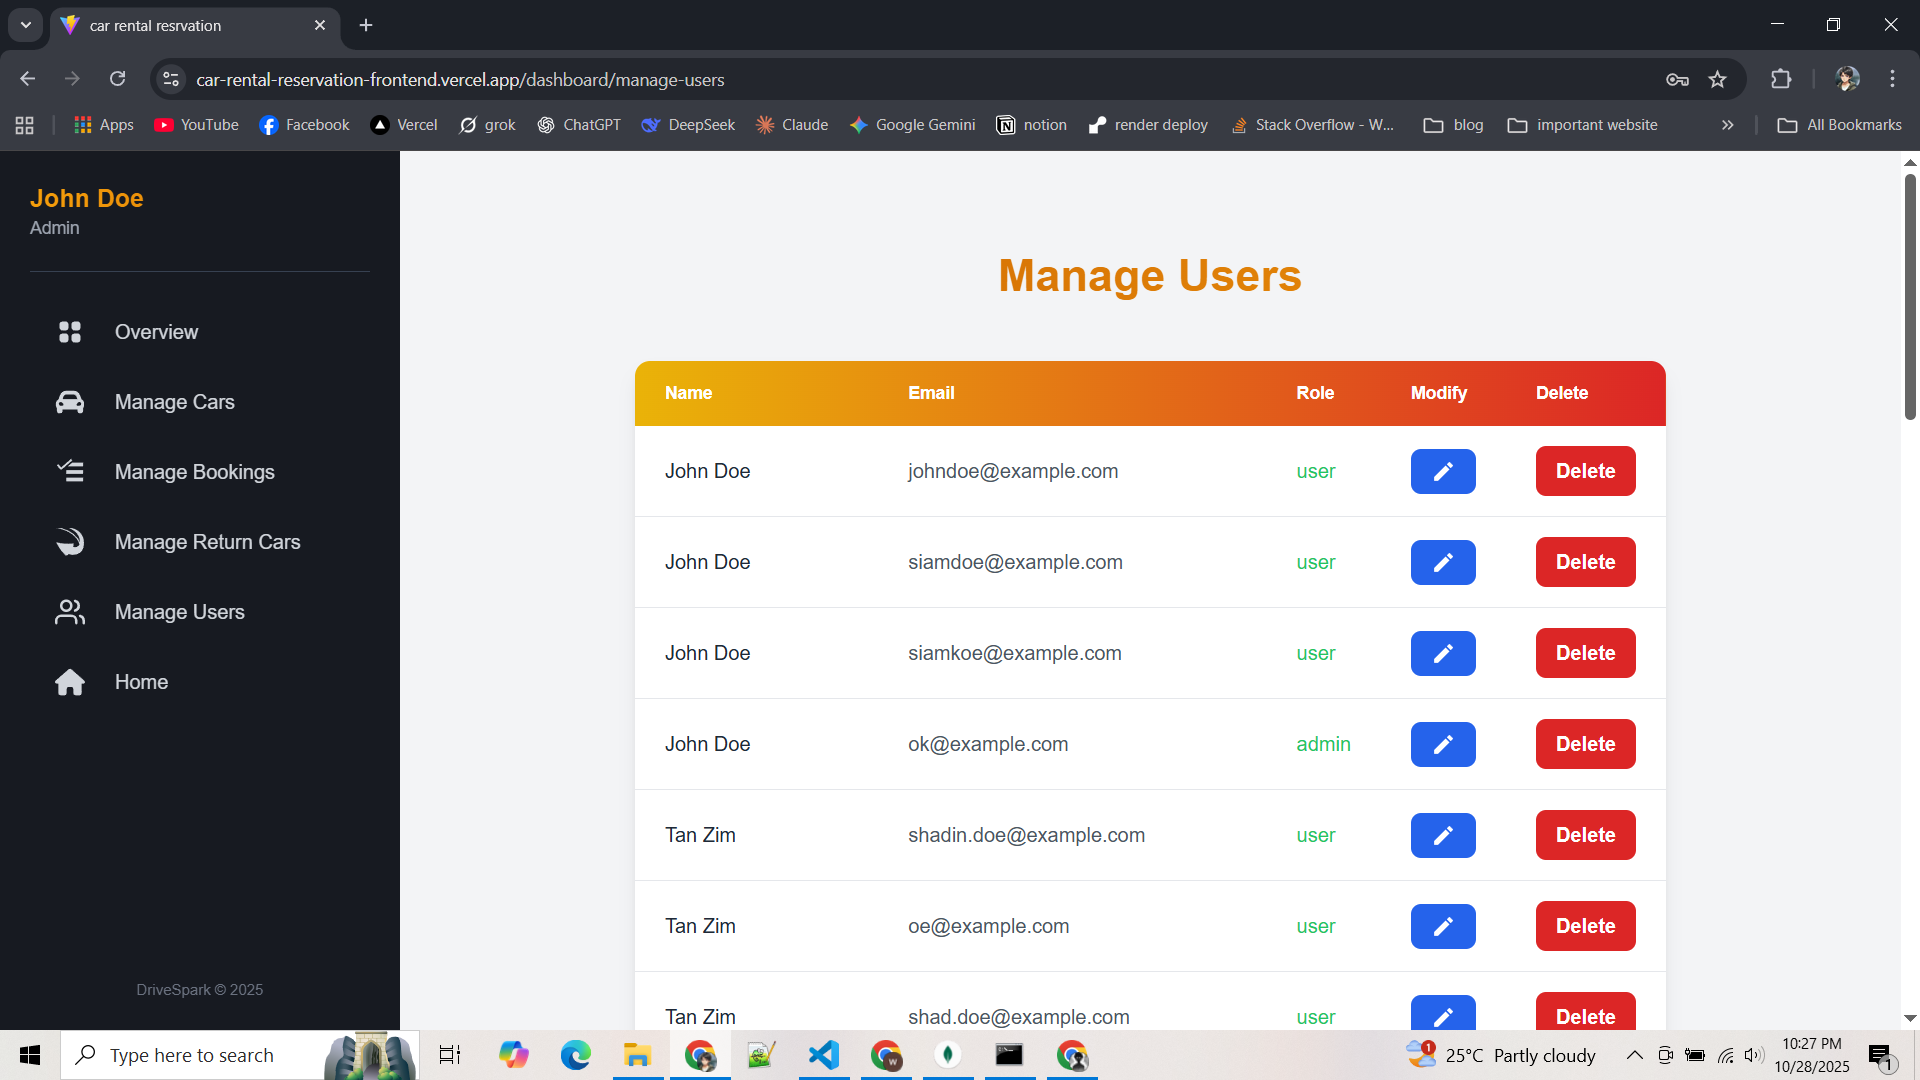 car rental resrvation
car-rental-reservation-frontend.vercel.app/dashboard/manage-users
Apps YouTube Facebook Vercel grok ChatGPT DeepSeek Claude Google Gemini notion render deploy Stack Overflow - W... blog important website » All Bookmarks
John Doe
Admin
Overview
Manage Cars
Manage Bookings
Manage Return Cars
Manage Users
Home
DriveSpark © 2025
Manage Users
Name Email Role Modify Delete
John Doe johndoe@example.com user Delete
John Doe siamdoe@example.com user Delete
John Doe siamkoe@example.com user Delete
John Doe ok@example.com admin Delete
Tan Zim shadin.doe@example.com user Delete
Tan Zim oe@example.com user Delete
Tan Zim shad.doe@example.com user Delete
Type here to search
W
1
25°C Partly cloudy
10:27 PM
10/28/2025
1